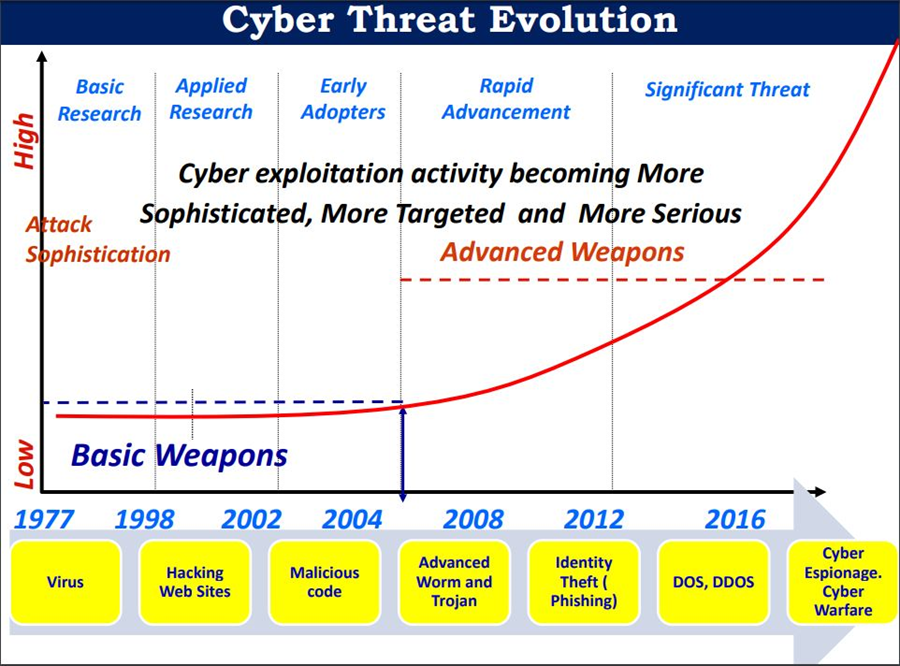 Cyber Threat Evolution
Basic
Research
Applied
Research
Early
Adopters
Rapid
Advancement
Significant Threat
High
Cyber exploitation activity becoming More
Sophisticated, More Targeted and More Serious
Attack
Sophistication
Advanced Weapons
Basic Weapons
Low
1977 1998 2002 2004 2008 2012 2016
Virus
Hacking
Web Sites
Malicious
code
Advanced
Worm and
Trojan
Identity
Theft (
Phishing)
DOS, DDOS
Cyber
Espionage.
Cyber
Warfare